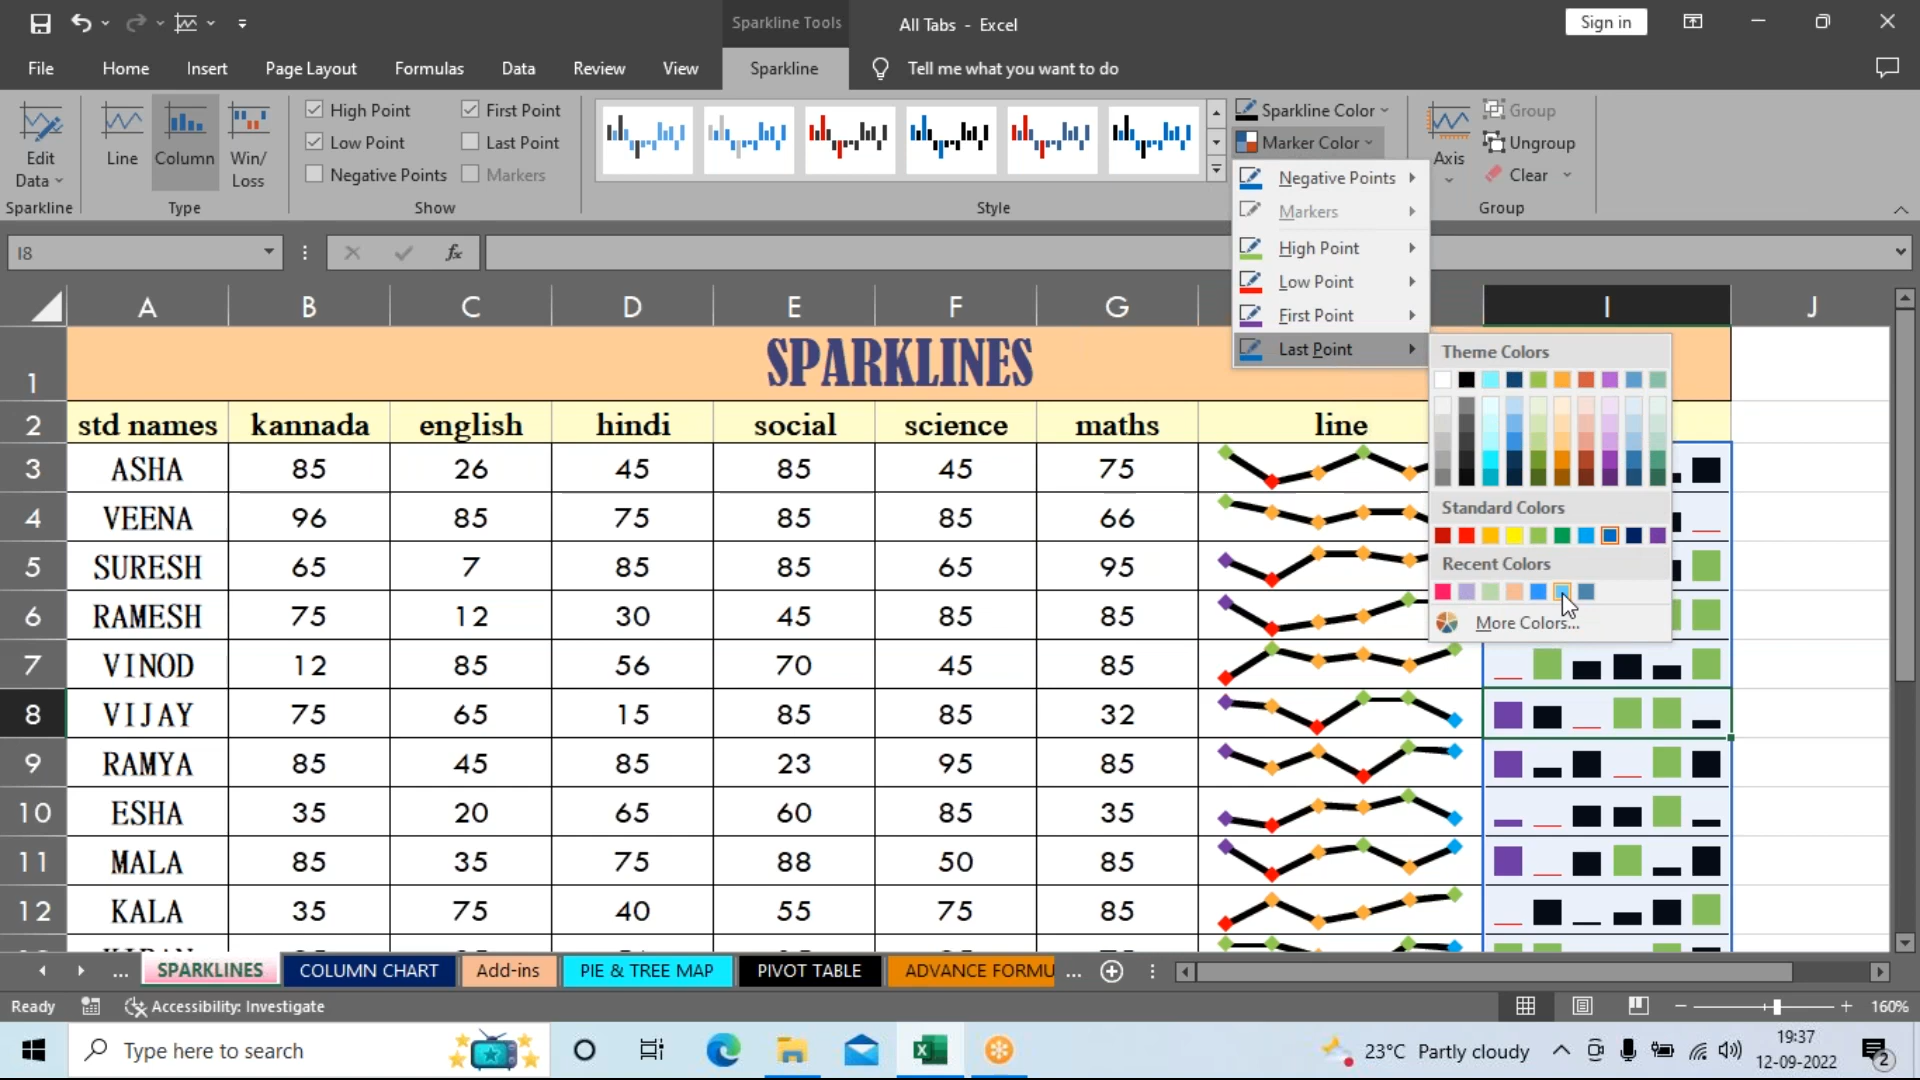 Sparkline Tools
All Tabs - Excel
Sign in
File Home Insert Page Layout Formulas Data Review View Sparkline Tell me what you want to do
Edit Data
Line
Column
Win/ Loss
High Point
Low Point
Negative Points
First Point
Last Point
Markers
Sparkline Color
Marker Color
Axis
Group
Ungroup
Clear
Sparkline Type Show Style Group
Negative Points
Markers
High Point
Low Point
First Point
Last Point
I8
fx
A B C D E F G I J
Theme Colors
Standard Colors
Recent Colors
More Colors...
1 SPARKLINES
2 std names kannada english hindi social science maths line
3 ASHA 85 26 45 85 45 75
4 VEENA 96 85 75 85 85 66
5 SURESH 65 7 85 85 65 95
6 RAMESH 75 12 30 45 85 85
7 VINOD 12 85 56 70 45 85
8 VIJAY 75 65 15 85 85 32
9 RAMYA 85 45 85 23 95 85
10 ESHA 35 20 65 60 85 35
11 MALA 85 35 75 88 50 85
12 KALA 35 75 40 55 75 85
... SPARKLINES COLUMN CHART Add-ins PIE & TREE MAP PIVOT TABLE ADVANCE FORMU ...
Ready Accessibility: Investigate 160%
Type here to search
23°C Partly cloudy
19:37
12-09-2022
2